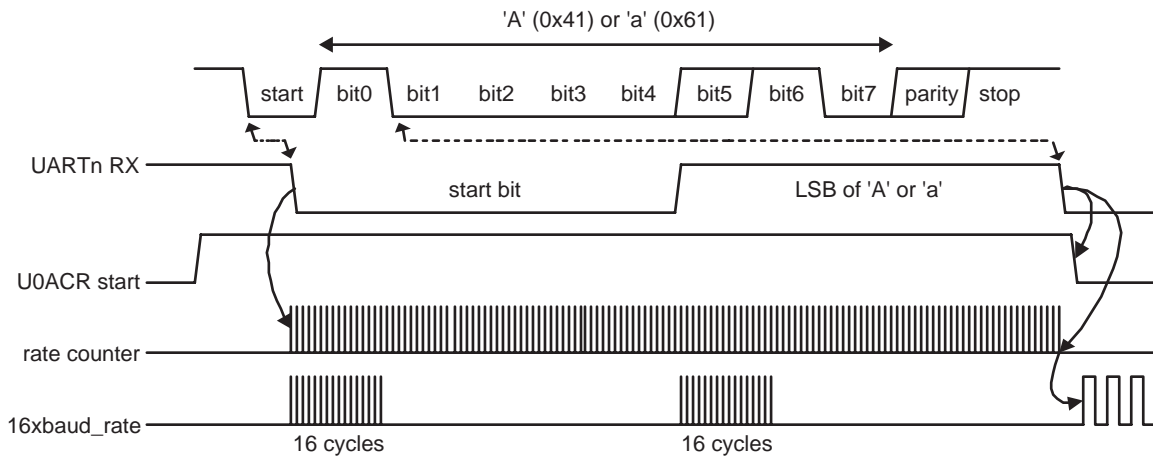 'A' (0x41) or 'a' (0x61)
start bit0 bit1 bit2 bit3 bit4 bit5 bit6 bit7 parity stop
UARTn RX
start bit
LSB of 'A' or 'a'
U0ACR start
rate counter
16xbaud_rate
16 cycles
16 cycles